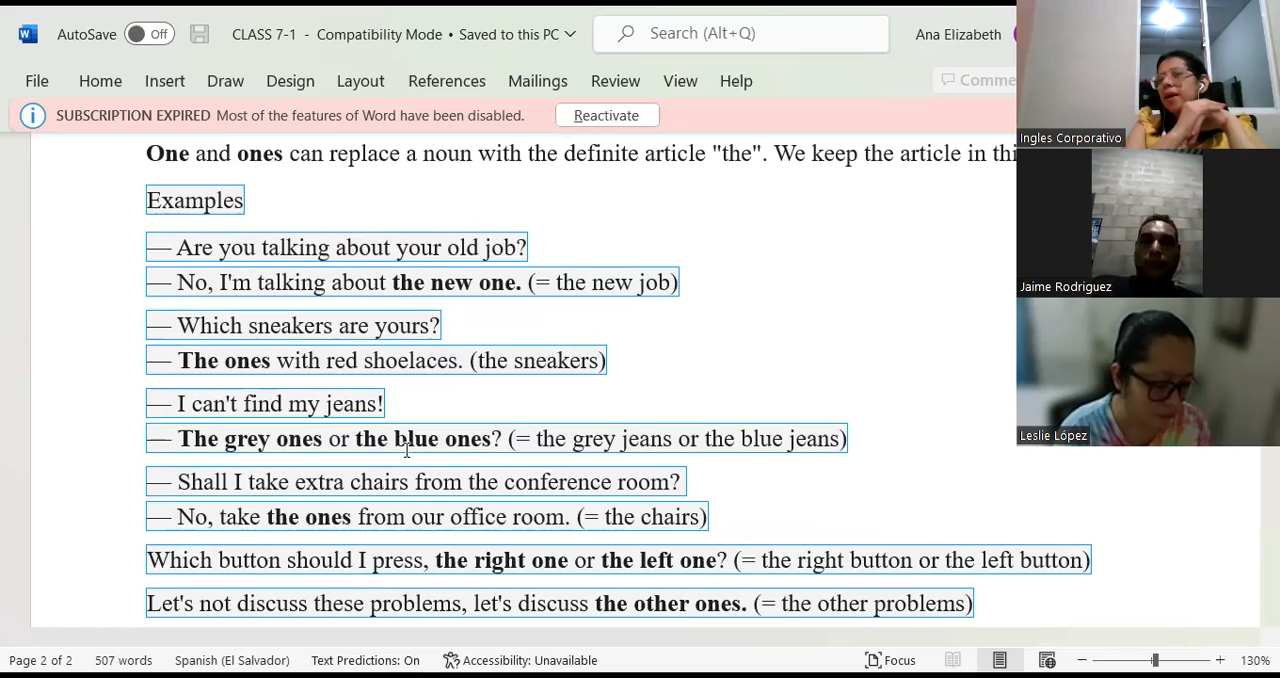 AutoSave Off CLASS 7-1 - Compatibility Mode • Saved to this PC Search (Alt+Q) Ana Elizabeth
File Home Insert Draw Design Layout References Mailings Review View Help Comme
SUBSCRIPTION EXPIRED Most of the features of Word have been disabled. Reactivate
Ingles Corporativo
One and ones can replace a noun with the definite article "the". We keep the article in thi
Examples
— Are you talking about your old job?
— No, I'm talking about the new one. (= the new job)
Jaime Rodriguez
— Which sneakers are yours?
— The ones with red shoelaces. (the sneakers)
— I can't find my jeans!
— The grey ones or the blue ones? (= the grey jeans or the blue jeans)
Leslie López
— Shall I take extra chairs from the conference room?
— No, take the ones from our office room. (= the chairs)
Which button should I press, the right one or the left one? (= the right button or the left button)
Let's not discuss these problems, let's discuss the other ones. (= the other problems)
Page 2 of 2 507 words Spanish (El Salvador) Text Predictions: On Accessibility: Unavailable Focus 130%